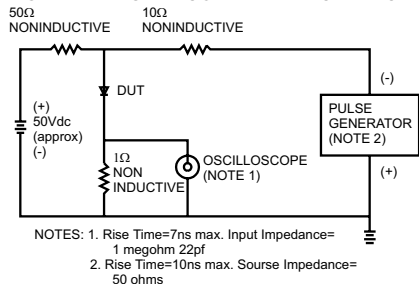 50Ω
NONINDUCTIVE
10Ω
NONINDUCTIVE
DUT
(+)
50Vdc
(approx)
(-)
1Ω
NON
INDUCTIVE
OSCILLOSCOPE
(NOTE 1)
(-)
PULSE
GENERATOR
(NOTE 2)
(+)
NOTES: 1. Rise Time=7ns max. Input Impedance=
1 megohm 22pf
2. Rise Time=10ns max. Sourse Impedance=
50 ohms